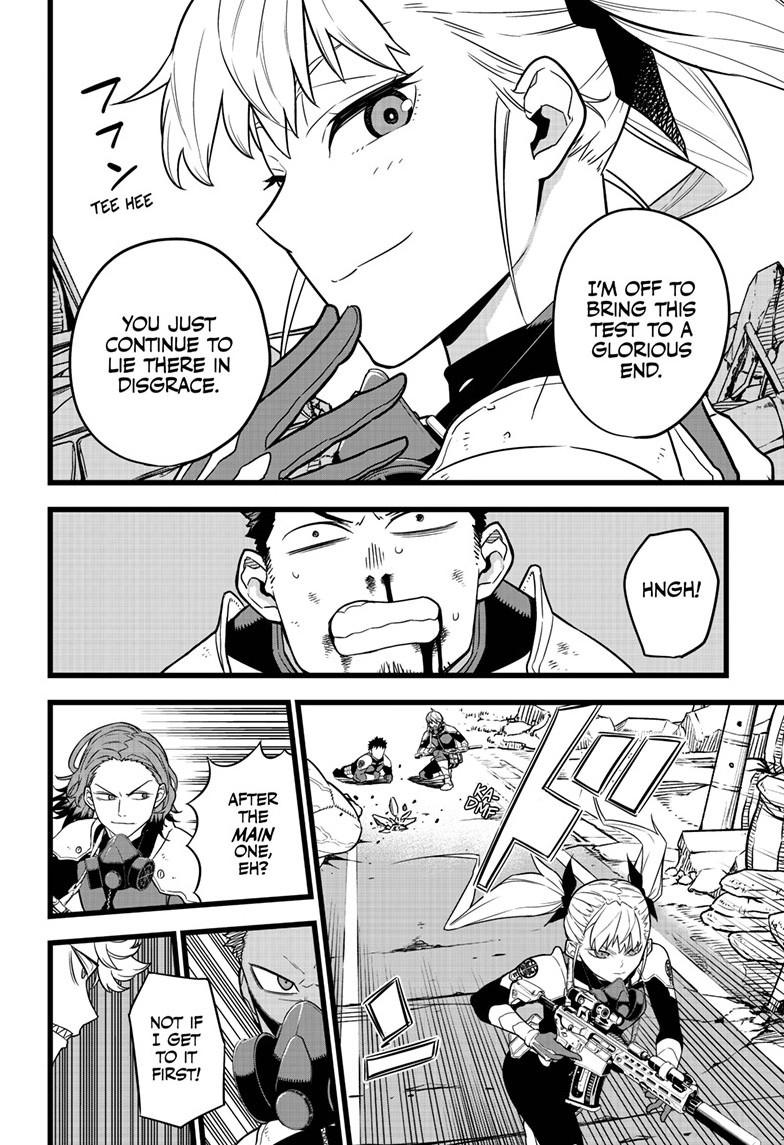 I'M OFF TO
BRING THIS
TEST TO A
GLORIOUS
END.
フフン
TEE HEE
YOU JUST
CONTINUE TO
LIE THERE IN
DISGRACE.
HNGH!
KA-
DMF
AFTER
THE
MAIN
ONE,
EH?
NOT IF
I GET
TO IT
FIRST!